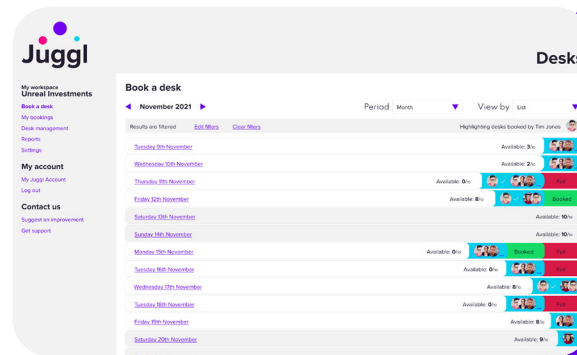 Juggl
Desks
My workspace
Unreal Investments
Book a desk
My bookings
Desk management
Reports
Settings
My account
My Juggl Account
Log out
Contact us
Suggest an improvement
Get support
Book a desk
November 2021
Period Month View by List
Results are filtered Edit filters Clear filters Highlighting desks booked by Tim Jones
Tuesday 9th November Available: 3/10
Wednesday 10th November Available: 2/10
Thursday 11th November Available: 0/10 Full
Friday 12th November Available: 8/10 Booked
Saturday 13th November Available: 10/10
Sunday 14th November Available: 10/10
Monday 15th November Available: 0/10 Booked Full
Tuesday 16th November Available: 0/10 Full
Wednesday 17th November Available: 8/10
Tuesday 18th November Available: 0/10 Full
Friday 19th November Available: 8/10
Saturday 20th November Available: 9/10